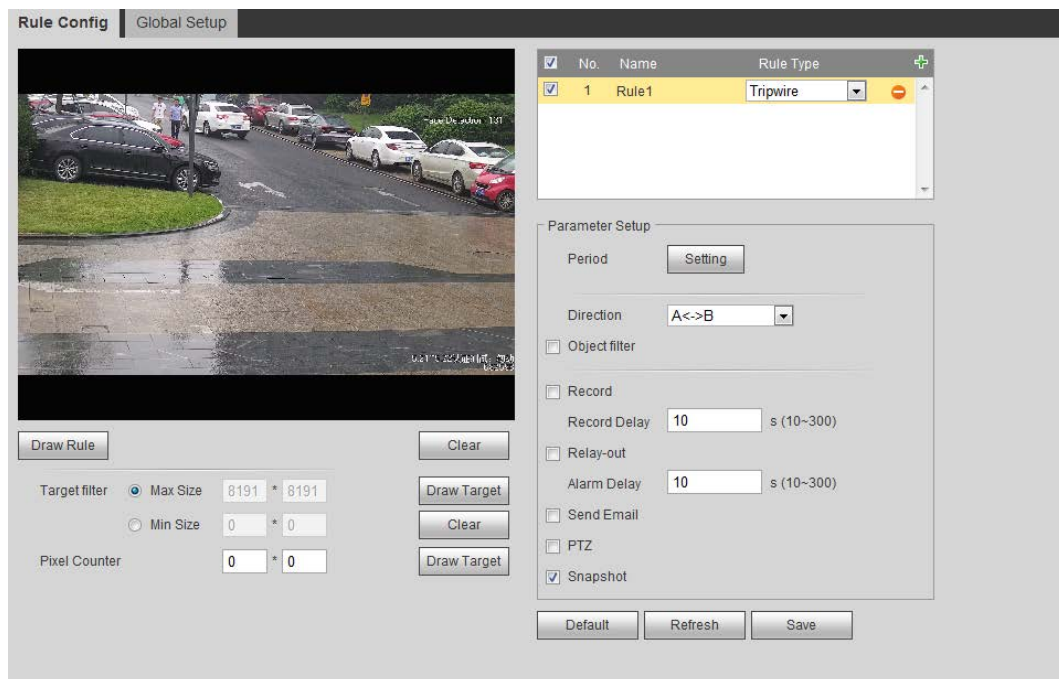 Rule Config Global Setup
No. Name Rule Type
1 Rule1 Tripwire
Parameter Setup
Period Setting
Direction A<->B
Object filter
Record
Record Delay 10 s (10~300)
Relay-out
Alarm Delay 10 s (10~300)
Send Email
PTZ
Snapshot
Default Refresh Save
Draw Rule Clear
Target filter Max Size 8191 * 8191 Draw Target
Min Size 0 * 0 Clear
Pixel Counter 0 * 0 Draw Target